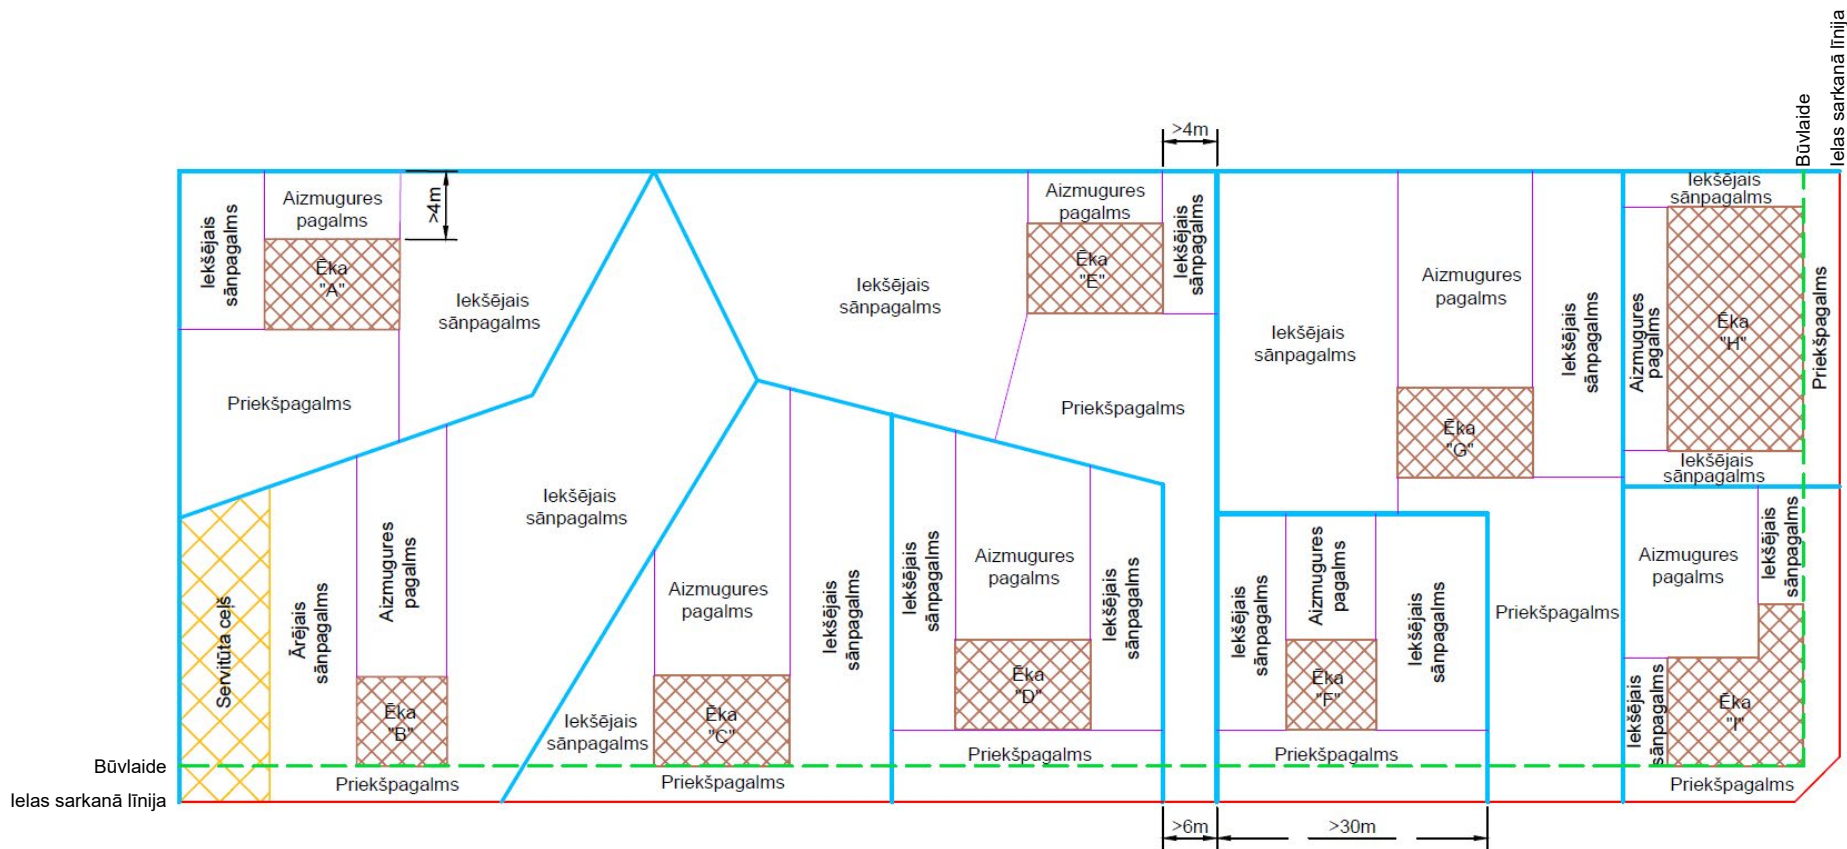 Būvlaide
Ielas sarkanā līnija
>4m
Iekšējais
sānpagalms
Aizmugures
pagalms
>4m
Ēka
"A"
Iekšējais
sānpagalms
Priekšpagalms
Iekšējais
sānpagalms
Aizmugures
pagalms
Ēka
"E"
Iekšējais
sānpagalms
Priekšpagalms
Iekšējais
sānpagalms
Aizmugures
pagalms
Iekšējais
sānpagalms
Ēka
"G"
Priekšpagalms
Iekšējais
sānpagalms
Aizmugures
pagalms
Ēka
"H"
Priekšpagalms
Iekšējais
sānpagalms
Servitūta ceļš
Ārējais
sānpagalms
Aizmugures
pagalms
Iekšējais
sānpagalms
Ēka
"B"
Priekšpagalms
Iekšējais
sānpagalms
Aizmugures
pagalms
Iekšējais
sānpagalms
Ēka
"C"
Priekšpagalms
Iekšējais
sānpagalms
Aizmugures
pagalms
Iekšējais
sānpagalms
Ēka
"D"
Priekšpagalms
Iekšējais
sānpagalms
Aizmugures
pagalms
Iekšējais
sānpagalms
Ēka
"F"
Priekšpagalms
Aizmugures
pagalms
Iekšējais
sānpagalms
Iekšējais
sānpagalms
Ēka
"I"
Priekšpagalms
Būvlaide
Ielas sarkanā līnija
>6m
>30m